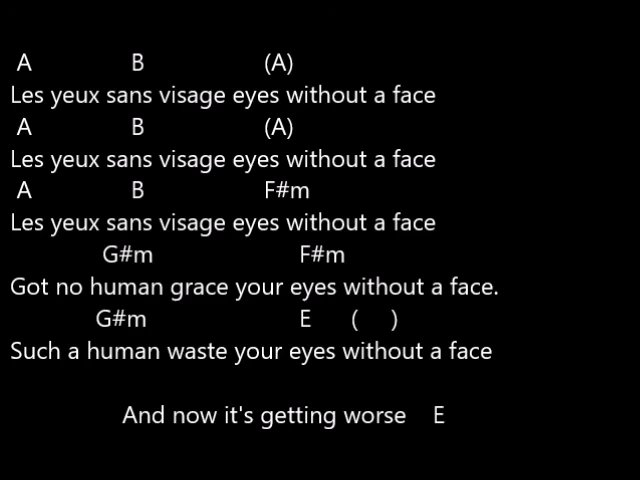 A B (A)
Les yeux sans visage eyes without a face
A B (A)
Les yeux sans visage eyes without a face
A B F#m
Les yeux sans visage eyes without a face
G#m F#m
Got no human grace your eyes without a face.
G#m E ( )
Such a human waste your eyes without a face
And now it's getting worse E